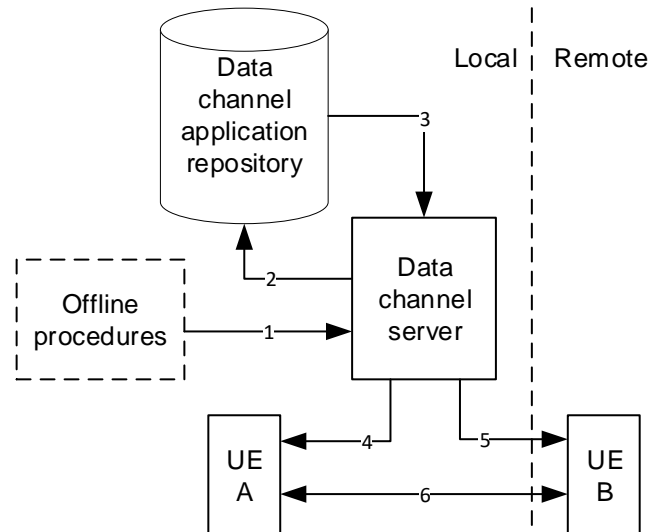 Local
Remote
Data
channel
application
repository
3
2
Data
channel
server
Offline
procedures
1
4
5
UE
A
6
UE
B